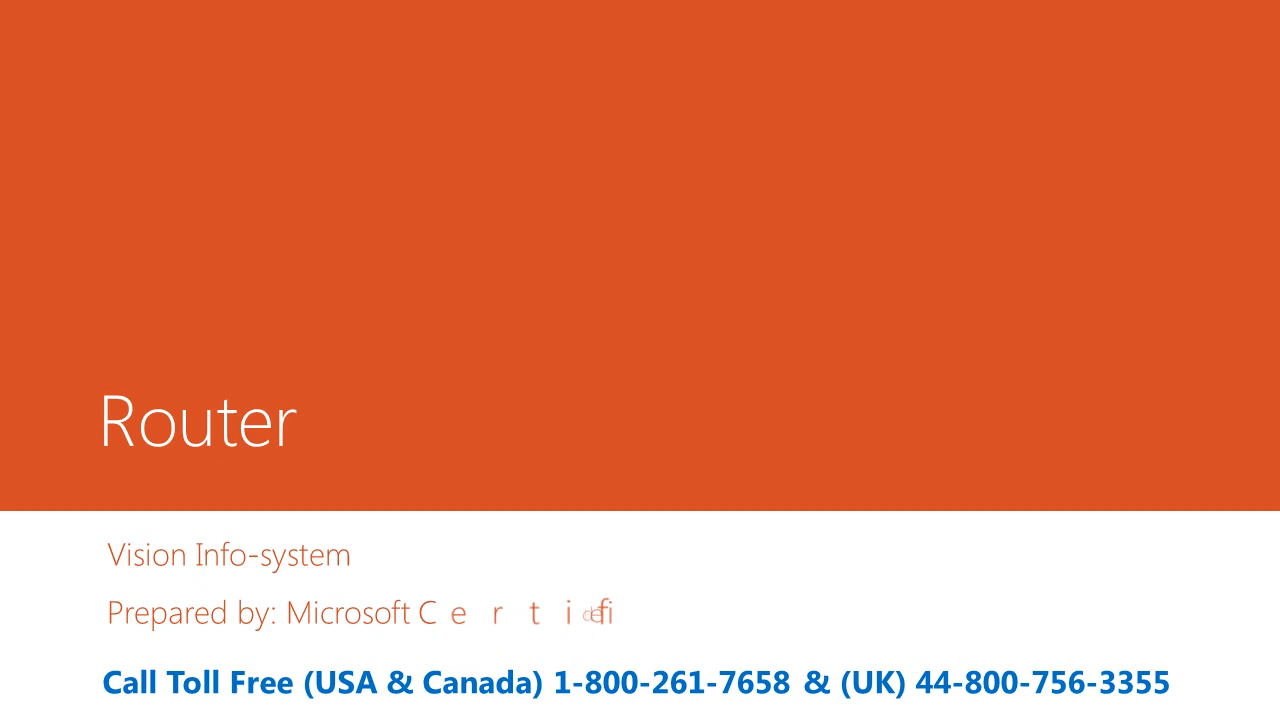 Router
Vision Info-system
Prepared by: Microsoft
Call Toll Free (USA & Canada) 1-800-261-7658 & (UK) 44-800-756-3355